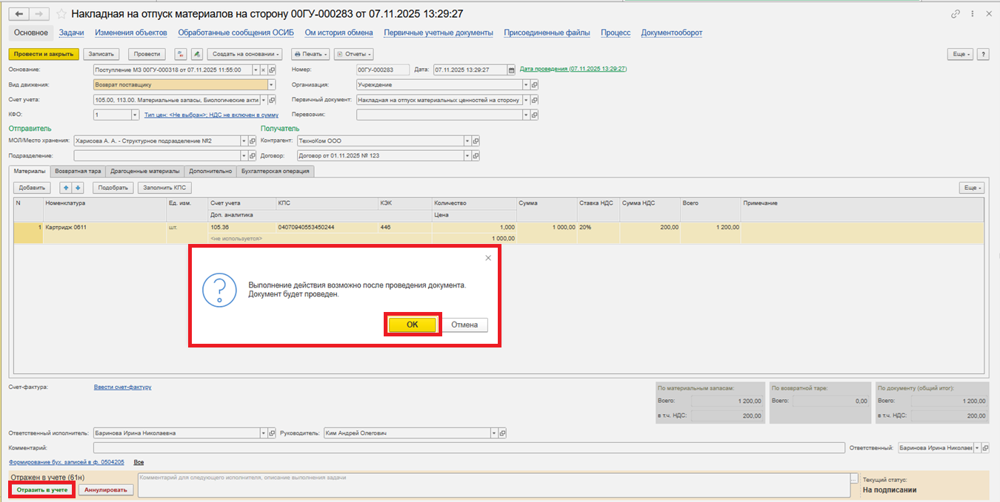 Накладная на отпуск материалов на сторону 00ГУ-000283 от 07.11.2025 13:29:27
Основное Задачи Изменения объектов Обработанные сообщения ОСИБ Ом история обмена Первичные учетные документы Присоединенные файлы Процесс Документооборот
Провести и закрыть Записать Провести Создать на основании Печать Отчеты Еще ?
Основание: Поступление МЗ 00ГУ-000318 от 07.11.2025 11:55:00 Номер: 00ГУ-000283 Дата: 07.11.2025 13:29:27 Дата проведения (07.11.2025 13:29:27)
Вид движения: Возврат поставщику Организация: Учреждение
Счет учета: 105.00, 113.00. Материальные запасы, Биологические акти Первичный документ: Накладная на отпуск материальных ценностей на сторону
КФО: 1 Тип цен: <Не выбран>; НДС не включен в сумму Перевозчик:
Отправитель Получатель
МОЛ/Место хранения: Харисова А. А. - Структурное подразделение №2 Контрагент: ТехноКом ООО
Подразделение: Договор: Договор от 01.11.2025 № 123
Материалы Возвратная тара Драгоценные материалы Дополнительно Бухгалтерская операция
Добавить Подобрать Заполнить КПС Еще
N Номенклатура Ед. изм. Счет учета КПС КЭК Количество Сумма Ставка НДС Сумма НДС Всего Примечание
Доп. аналитика Цена
1 Картридж 0611 шт. 105.36 04070940553450244 446 1,000 1 000,00 20% 200,00 1 200,00
<не используется> 1 000,00
Выполнение действия возможно после проведения документа.
Документ будет проведен.
OK Отмена
Счет-фактура: Ввести счет-фактуру По материальным запасам: По возвратной таре: По документу (общий итог):
Всего: 1 200,00 Всего: 0,00 Всего: 1 200,00
в т.ч. НДС: 200,00 в т.ч. НДС: 200,00
Ответственный исполнитель: Баринова Ирина Николаевна Руководитель: Ким Андрей Олегович
Комментарий: Ответственный: Баринова Ирина Николаев
Формирование бух. записей в ф. 0504205 Все
Отражен в учете (61н) Комментарий для следующего исполнителя, описание выполнения задачи ... Текущий статус:
Отразить в учете Аннулировать На подписании